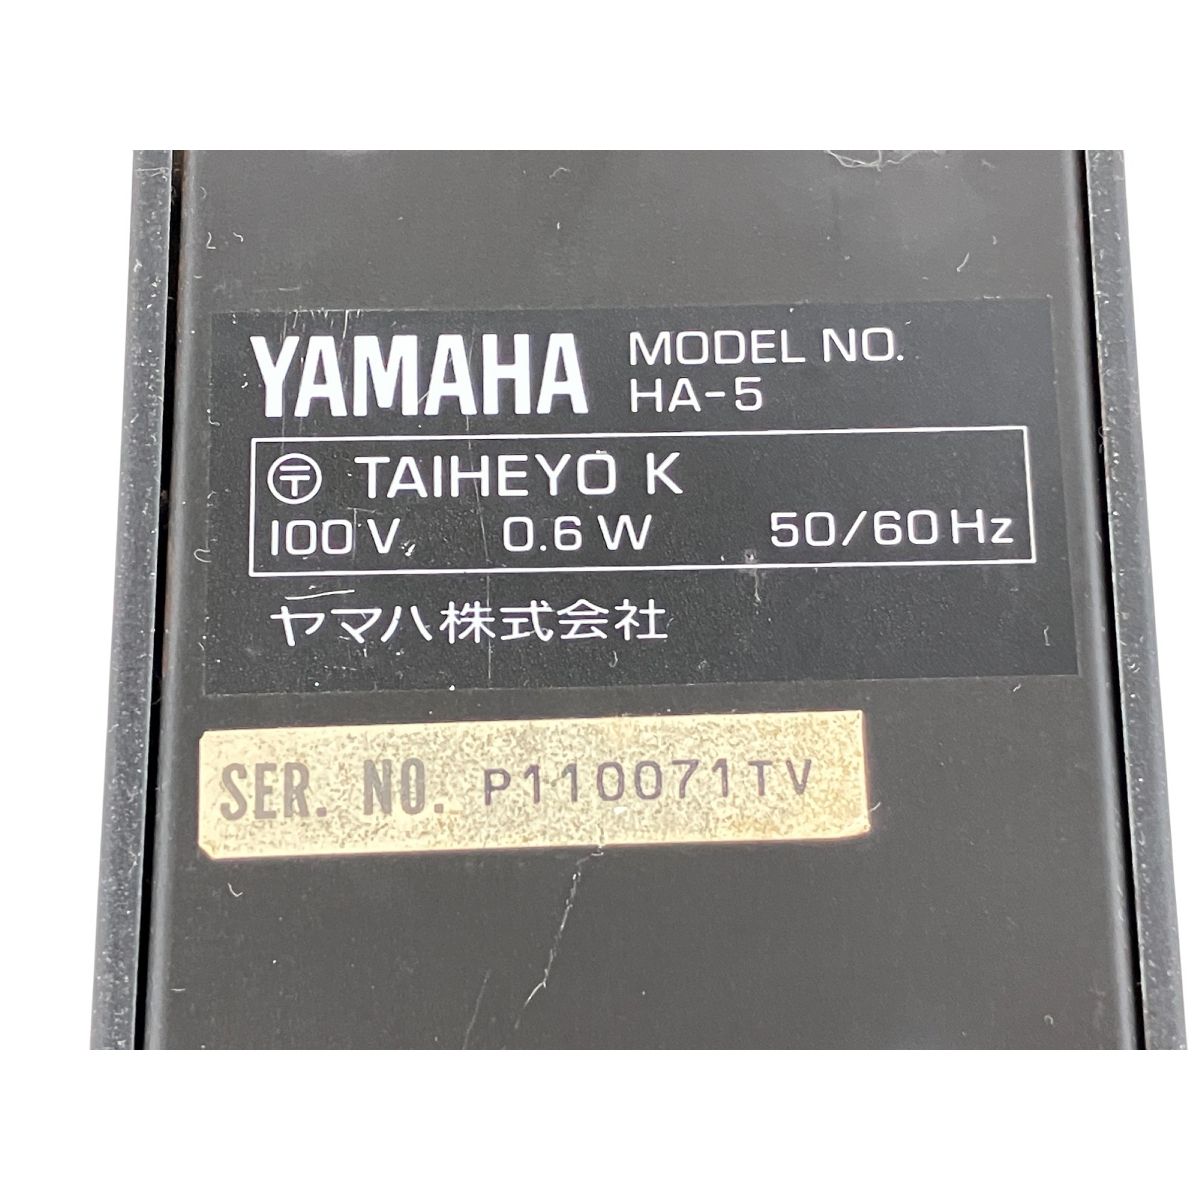 YAMAHA MODEL NO.
HA-5
〶 TAIHEYO K
100V 0.6W 50/60Hz
ヤマハ株式会社
SER. NO. P110071TV